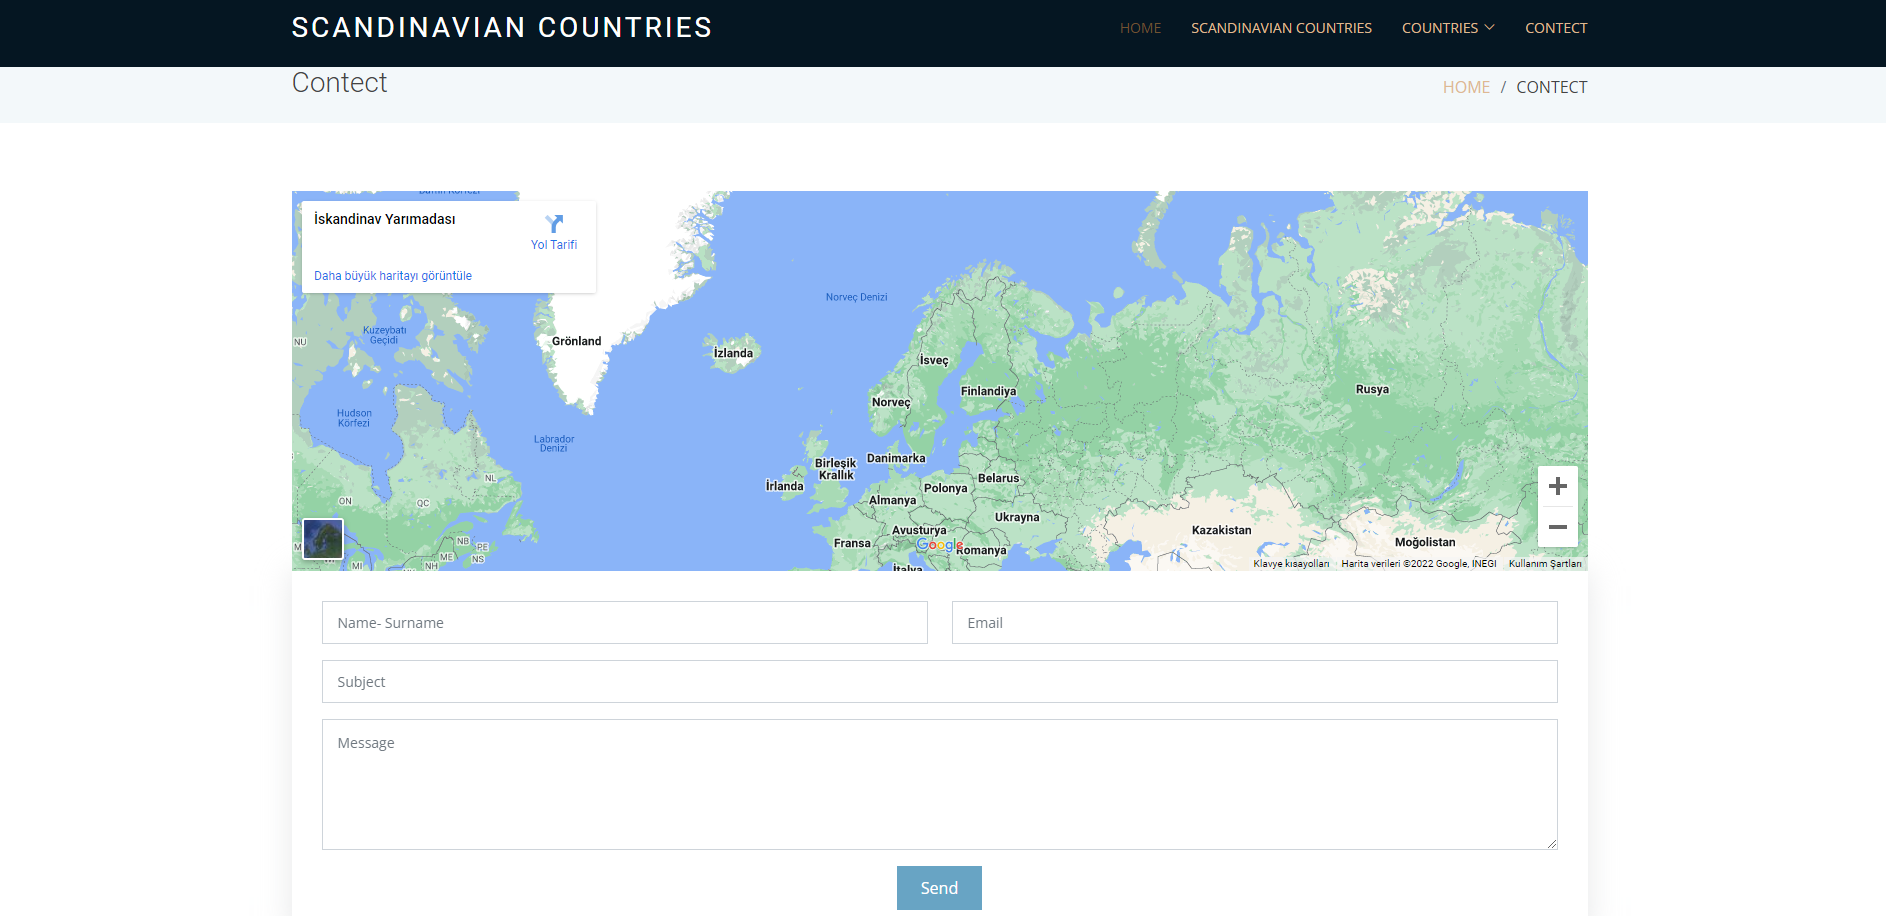 SCANDINAVIAN COUNTRIES
HOME
SCANDINAVIAN COUNTRIES
COUNTRIES
CONTECT
Contect
HOME / CONTECT
İskandinav Yarımadası
Yol Tarifi
Daha büyük haritayı görüntüle
Norveç Denizi
Kuzeybatı
Geçidi
NU
Grönland
İzlanda
İsveç
Finlandiya
Rusya
Norveç
Hudson
Körfezi
Labrador
Denizi
Danimarka
Birleşik
Krallık
İrlanda
Belarus
Polonya
Almanya
NL
ON
QC
Ukrayna
Avusturya
Kazakistan
Fransa
Google
Romanya
Moğolistan
NB
PE
ME
NS
NH
MI
İtalya
Klavye kısayolları
Harita verileri ©2022 Google, INEGI
Kullanım Şartları
Name- Surname
Email
Subject
Message
Send